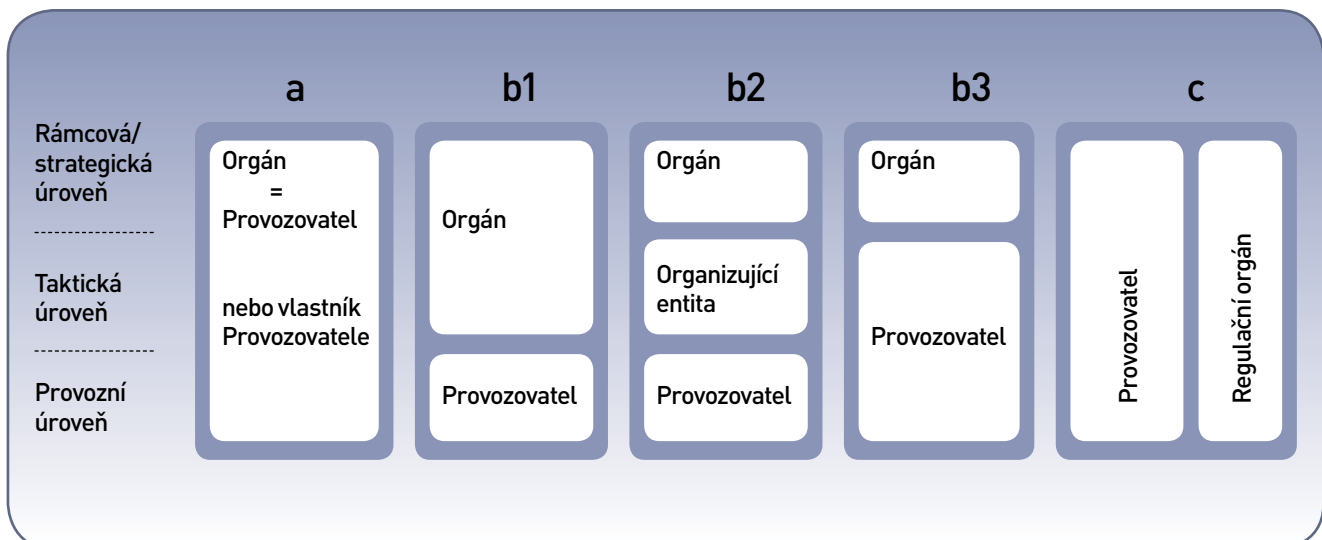 a
b1
b2
b3
c
Rámcová/
strategická
úroveň
Taktická
úroveň
Provozní
úroveň
Orgán
=
Provozovatel
nebo vlastník
Provozovatele
Orgán
Provozovatel
Orgán
Organizující
entita
Provozovatel
Orgán
Provozovatel
Provozovatel
Regulační orgán